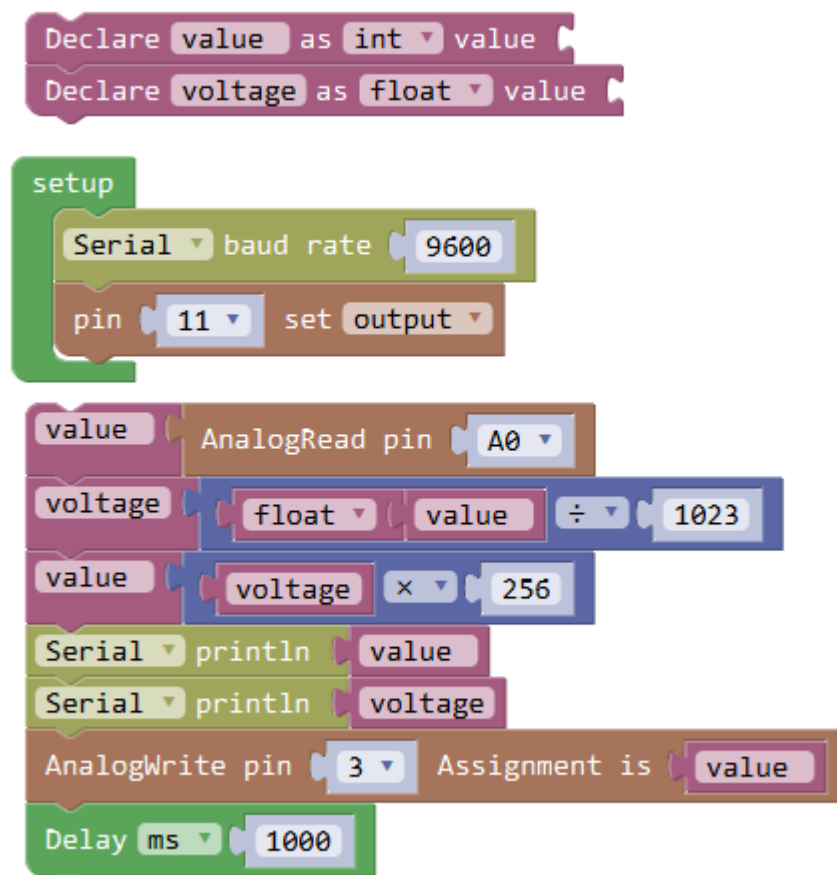 Declare value as int value
Declare voltage as float value
setup
Serial baud rate 9600
pin 11 set output
value AnalogRead pin A0
voltage float value ÷ 1023
value voltage × 256
Serial println value
Serial println voltage
AnalogWrite pin 3 Assignment is value
Delay ms 1000